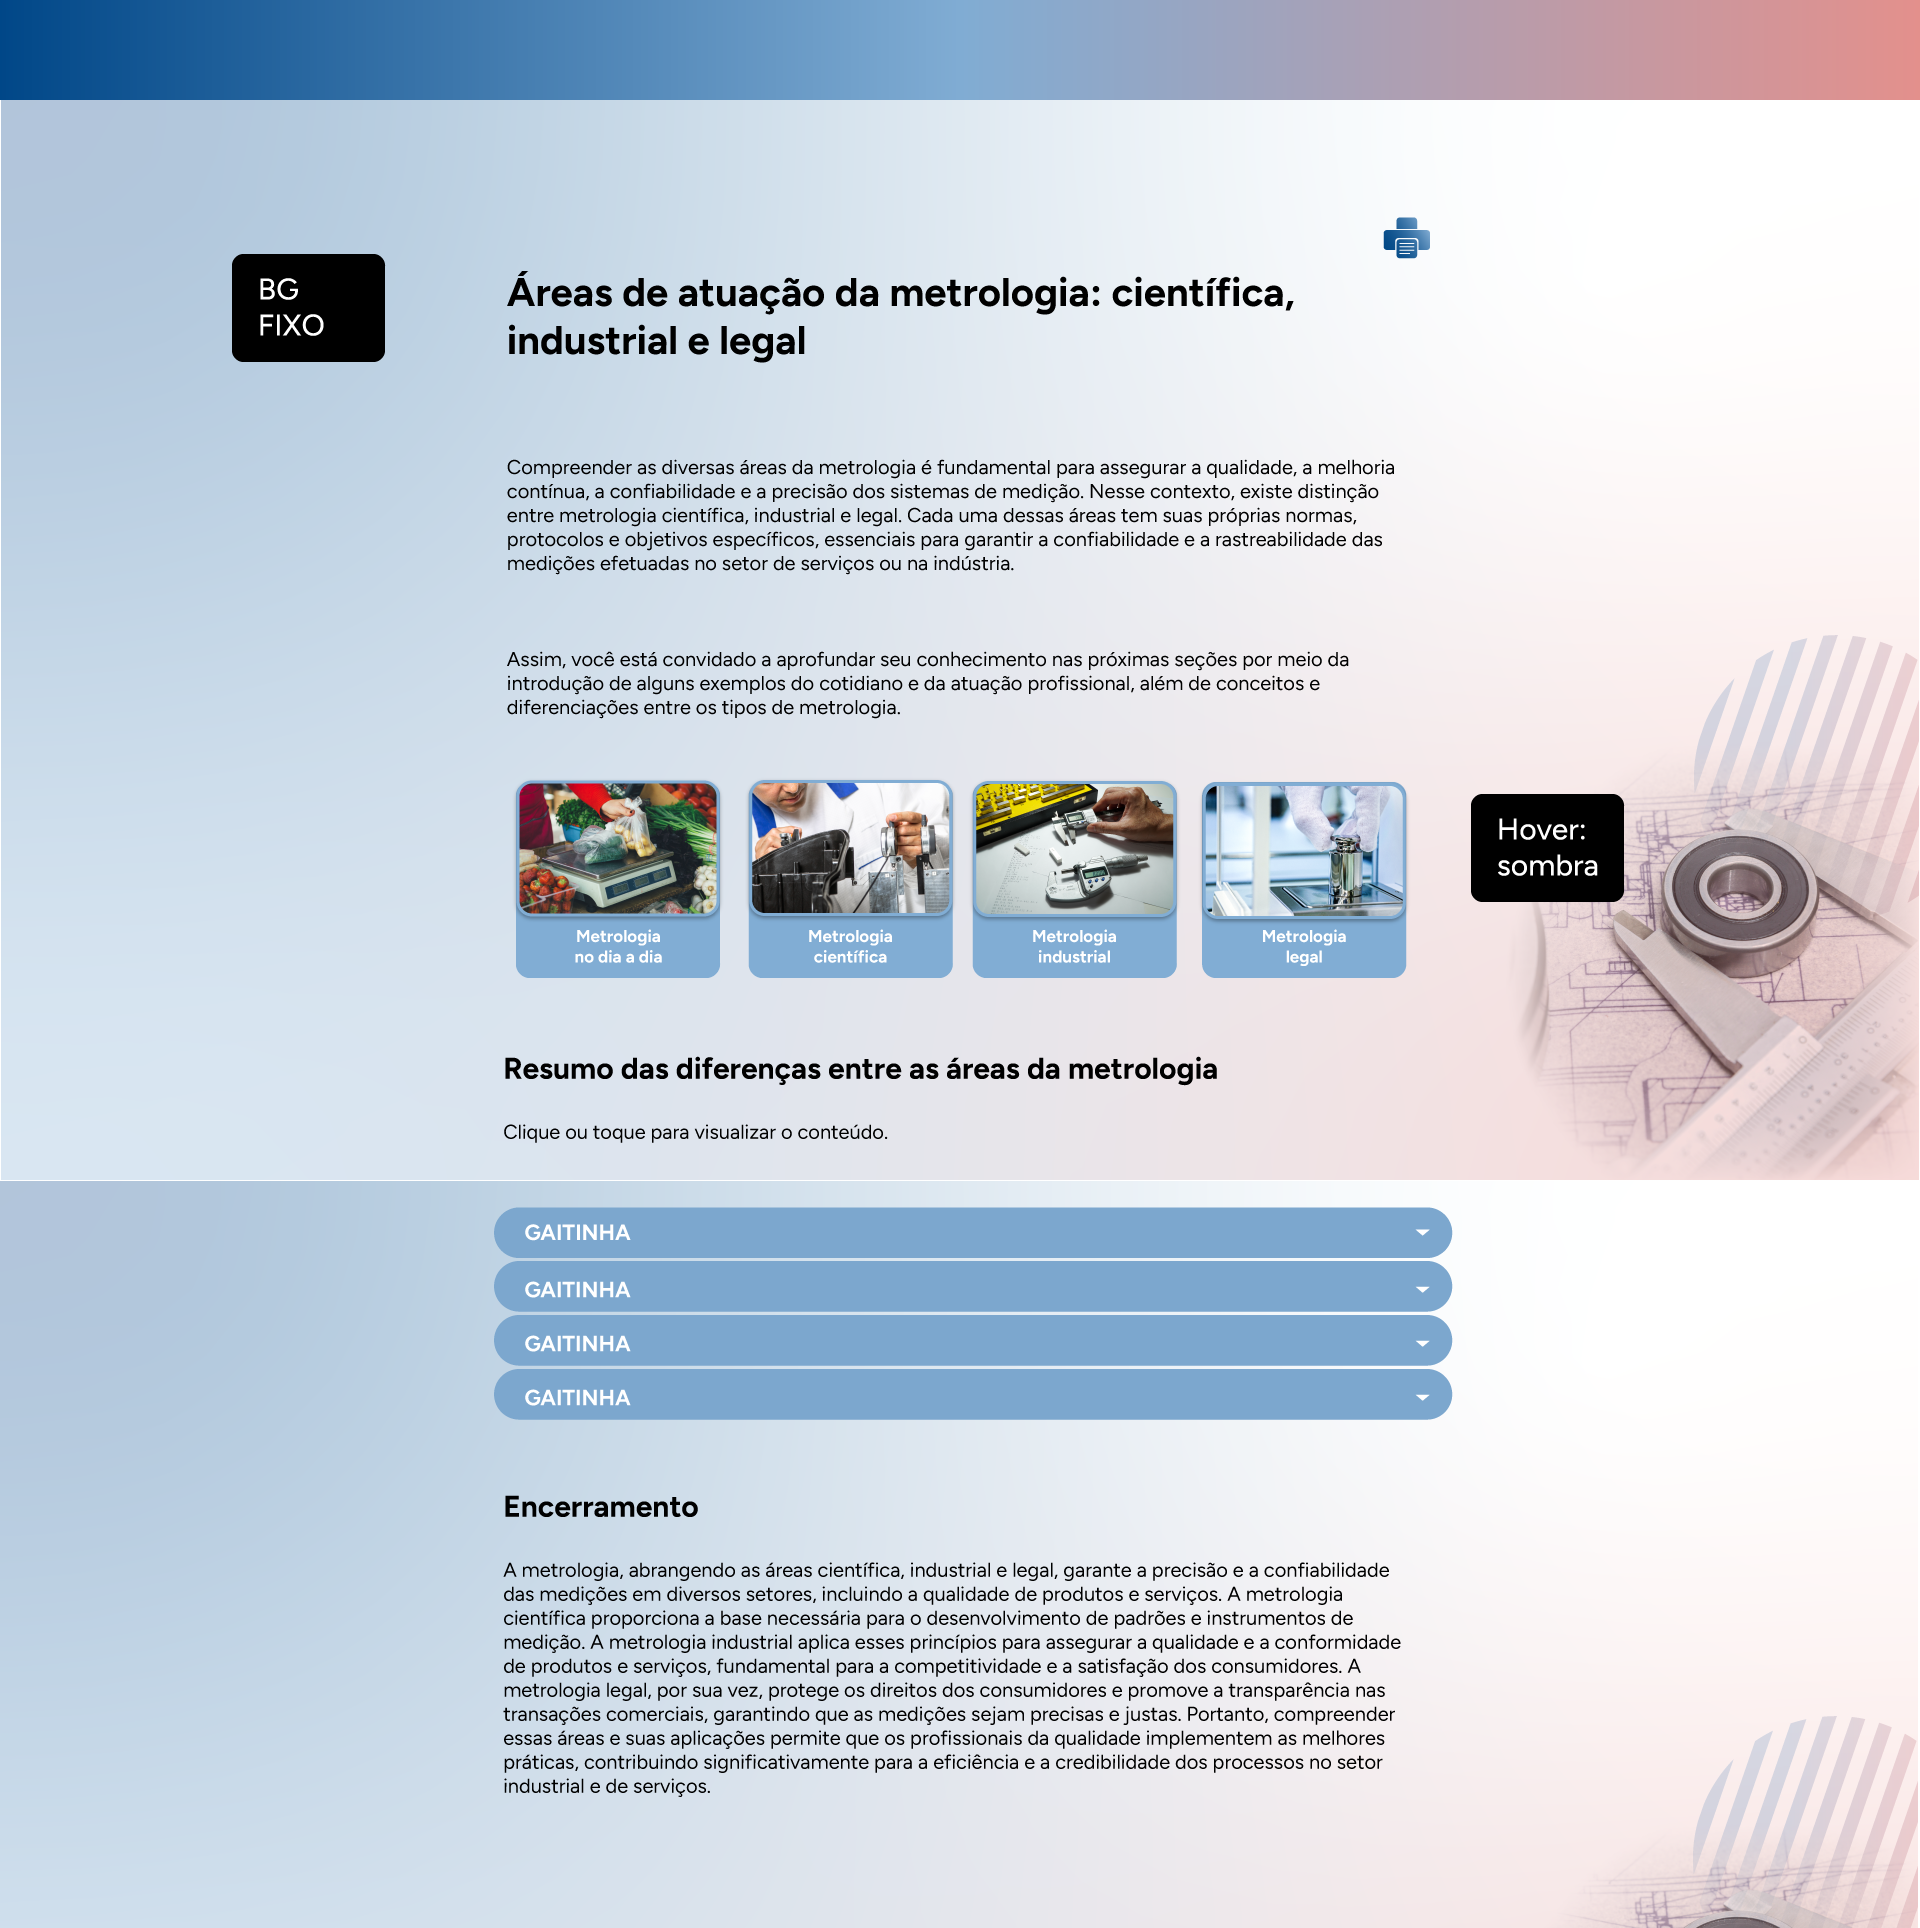 BG
FIXO
Áreas de atuação da metrologia: científica,
industrial e legal
Compreender as diversas áreas da metrologia é fundamental para assegurar a qualidade, a melhoria
contínua, a confiabilidade e a precisão dos sistemas de medição. Nesse contexto, existe distinção
entre metrologia científica, industrial e legal. Cada uma dessas áreas tem suas próprias normas,
protocolos e objetivos específicos, essenciais para garantir a confiabilidade e a rastreabilidade das
medições efetuadas no setor de serviços ou na indústria.
Assim, você está convidado a aprofundar seu conhecimento nas próximas seções por meio da
introdução de alguns exemplos do cotidiano e da atuação profissional, além de conceitos e
diferenciações entre os tipos de metrologia.
Metrologia
no dia a dia
Metrologia
científica
Metrologia
industrial
Metrologia
legal
Hover:
sombra
Resumo das diferenças entre as áreas da metrologia
Clique ou toque para visualizar o conteúdo.
GAITINHA
GAITINHA
GAITINHA
GAITINHA
Encerramento
A metrologia, abrangendo as áreas científica, industrial e legal, garante a precisão e a confiabilidade
das medições em diversos setores, incluindo a qualidade de produtos e serviços. A metrologia
científica proporciona a base necessária para o desenvolvimento de padrões e instrumentos de
medição. A metrologia industrial aplica esses princípios para assegurar a qualidade e a conformidade
de produtos e serviços, fundamental para a competitividade e a satisfação dos consumidores. A
metrologia legal, por sua vez, protege os direitos dos consumidores e promove a transparência nas
transações comerciais, garantindo que as medições sejam precisas e justas. Portanto, compreender
essas áreas e suas aplicações permite que os profissionais da qualidade implementem as melhores
práticas, contribuindo significativamente para a eficiência e a credibilidade dos processos no setor
industrial e de serviços.